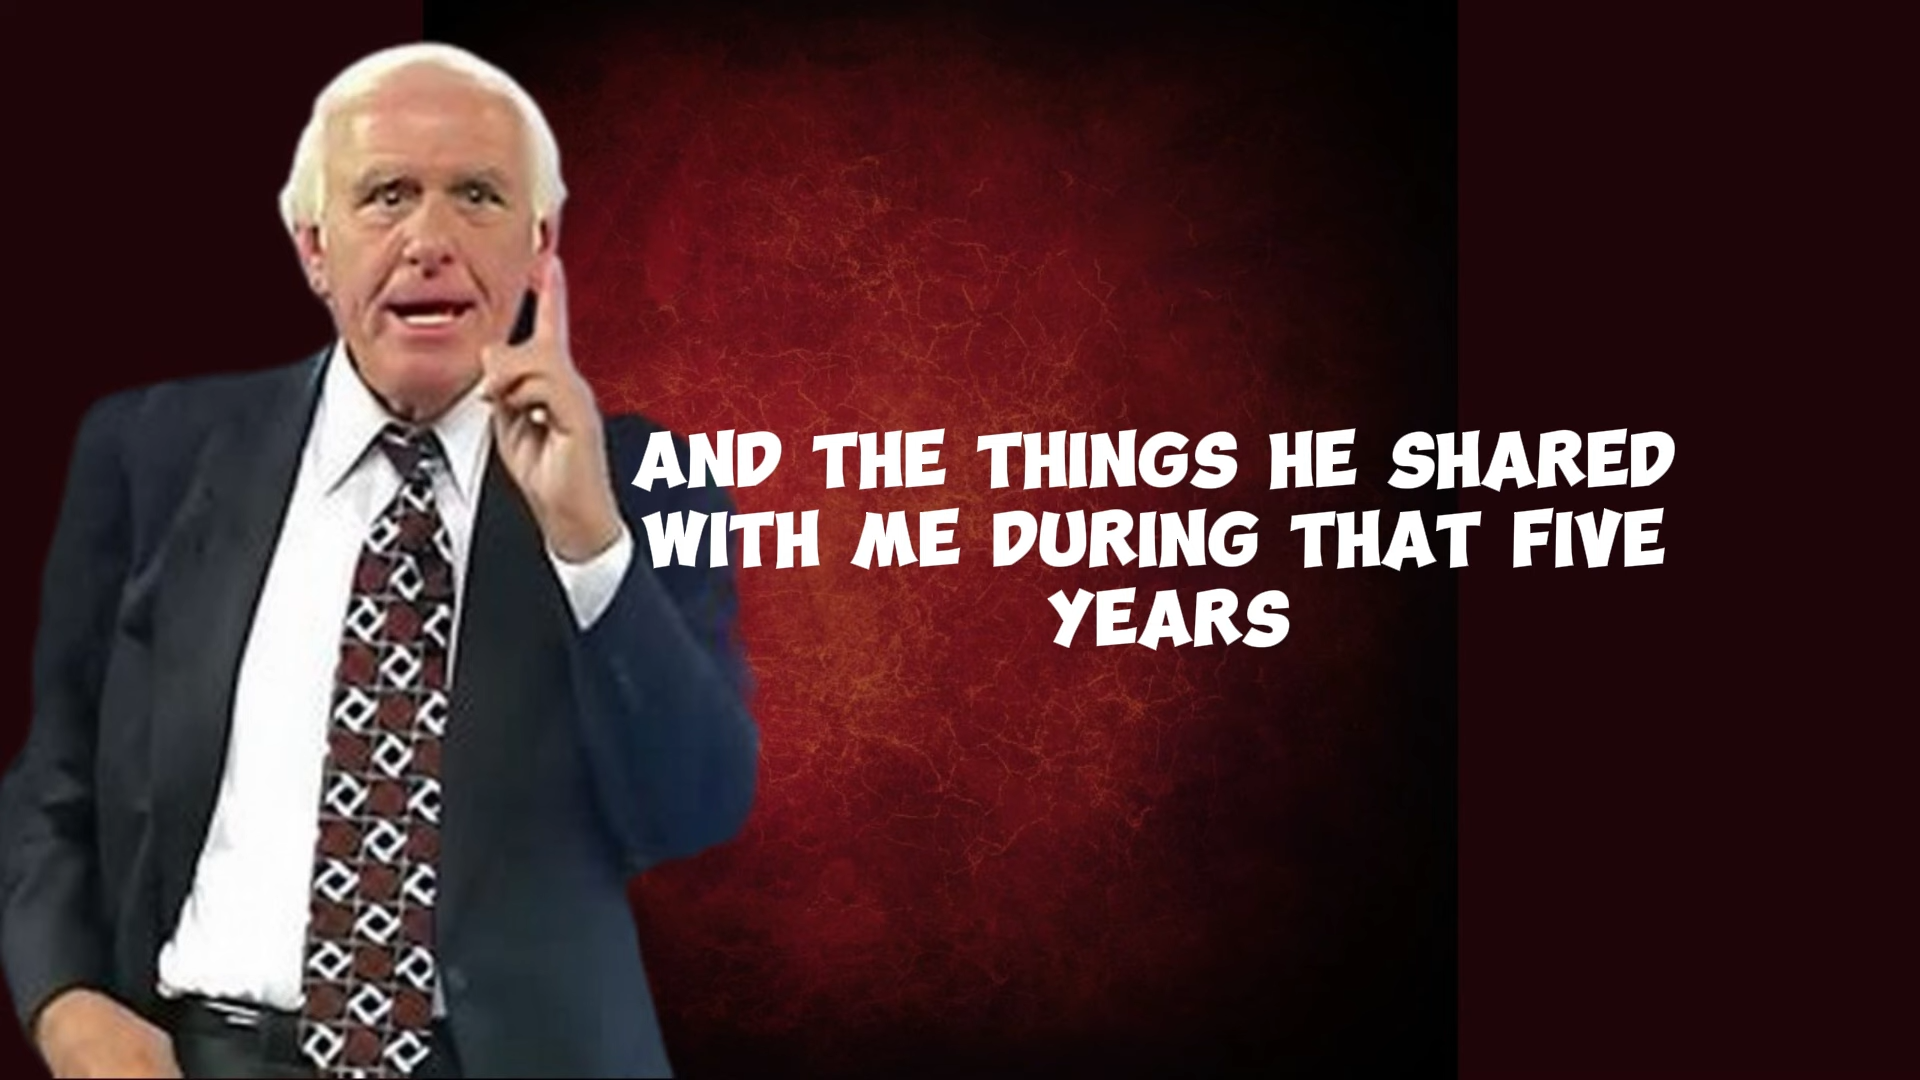 AND THE THINGS HE SHARED
WITH ME DURING THAT FIVE
YEARS